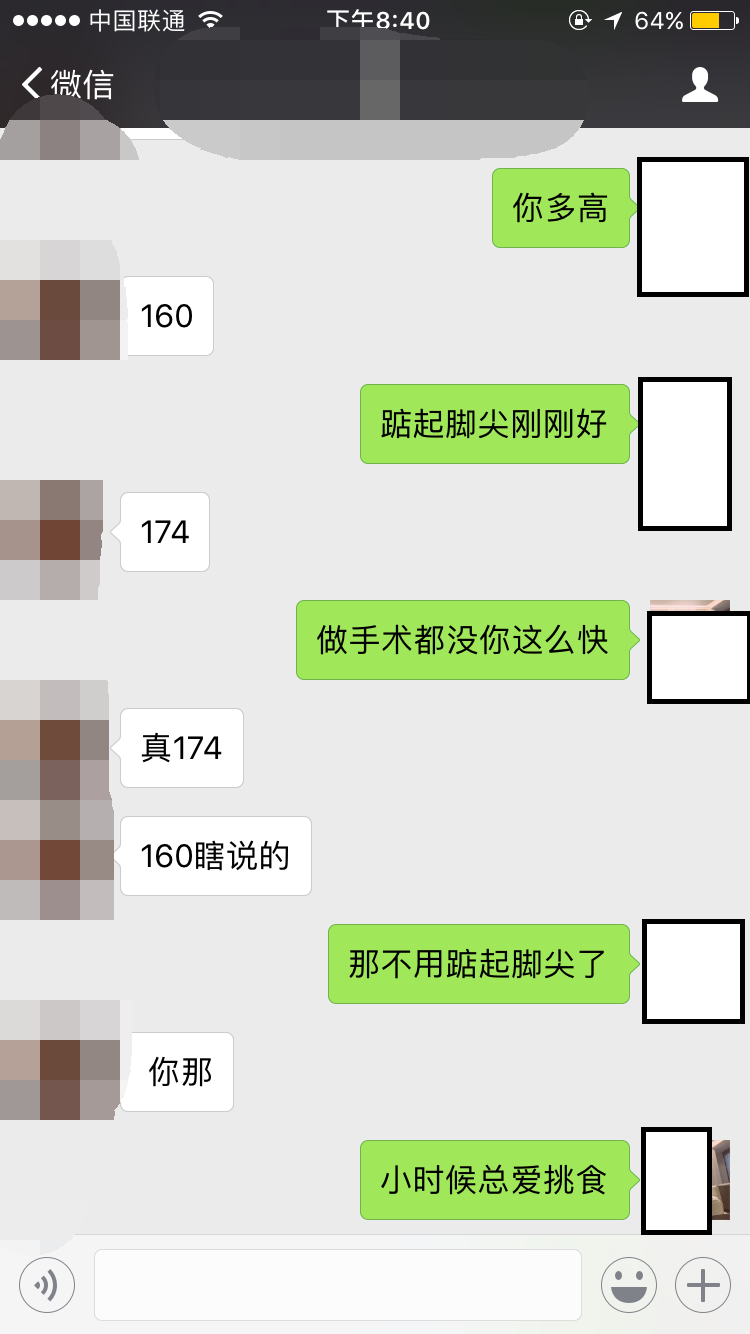 中国联通 下午8:40 64%
微信
你多高
160
踮起脚尖刚刚好
174
做手术都没你这么快
真174
160瞎说的
那不用踮起脚尖了
你那
小时候总爱挑食